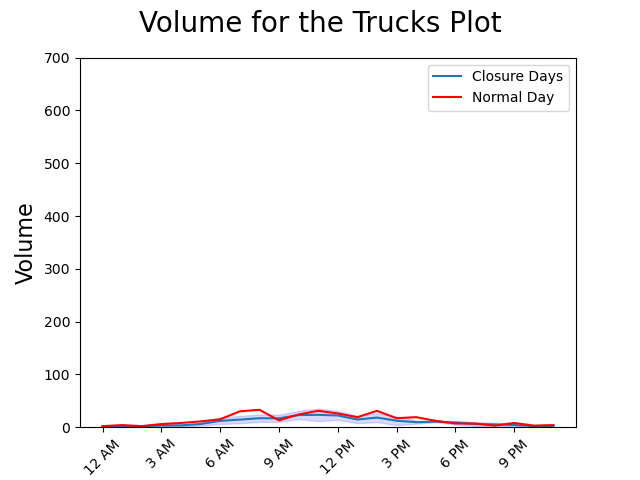 Volume for the Trucks Plot
700
600
500
400
300
200
100
0
Volume
Closure Days
Normal Day
12 AM
3 AM
6 AM
9 AM
12 PM
3 PM
6 PM
9 PM